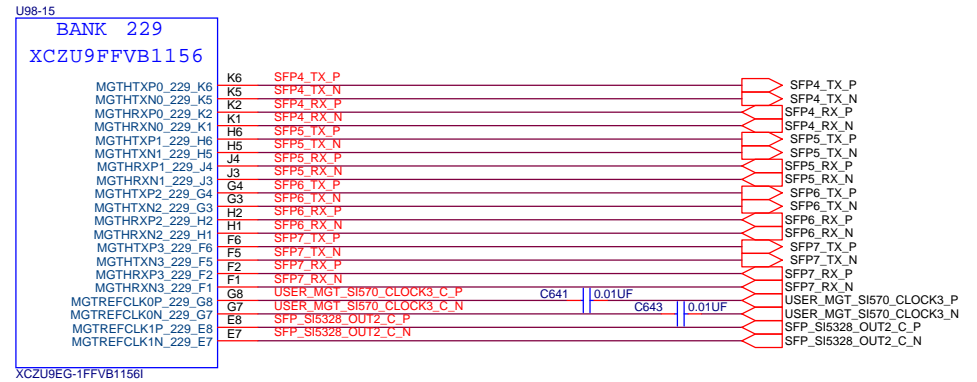 U98-15
BANK 229
XCZU9FFVB1156
MGTHTXP0_229_K6 K6 SFP4_TX_P SFP4_TX_P
MGTHTXN0_229_K5 K5 SFP4_TX_N SFP4_TX_N
MGTHRXP0_229_K2 K2 SFP4_RX_P SFP4_RX_P
MGTHRXN0_229_K1 K1 SFP4_RX_N SFP4_RX_N
MGTHTXP1_229_H6 H6 SFP5_TX_P SFP5_TX_P
MGTHTXN1_229_H5 H5 SFP5_TX_N SFP5_TX_N
MGTHRXP1_229_J4 J4 SFP5_RX_P SFP5_RX_P
MGTHRXN1_229_J3 J3 SFP5_RX_N SFP5_RX_N
MGTHTXP2_229_G4 G4 SFP6_TX_P SFP6_TX_P
MGTHTXN2_229_G3 G3 SFP6_TX_N SFP6_TX_N
MGTHRXP2_229_H2 H2 SFP6_RX_P SFP6_RX_P
MGTHRXN2_229_H1 H1 SFP6_RX_N SFP6_RX_N
MGTHTXP3_229_F6 F6 SFP7_TX_P SFP7_TX_P
MGTHTXN3_229_F5 F5 SFP7_TX_N SFP7_TX_N
MGTHRXP3_229_F2 F2 SFP7_RX_P SFP7_RX_P
MGTHRXN3_229_F1 F1 SFP7_RX_N SFP7_RX_N
MGTREFCLK0P_229_G8 G8 USER_MGT_SI570_CLOCK3_C_P C641 0.01UF USER_MGT_SI570_CLOCK3_P
MGTREFCLK0N_229_G7 G7 USER_MGT_SI570_CLOCK3_C_N C643 0.01UF USER_MGT_SI570_CLOCK3_N
MGTREFCLK1P_229_E8 E8 SFP_SI5328_OUT2_C_P SFP_SI5328_OUT2_C_P
MGTREFCLK1N_229_E7 E7 SFP_SI5328_OUT2_C_N SFP_SI5328_OUT2_C_N
XCZU9EG-1FFVB1156I